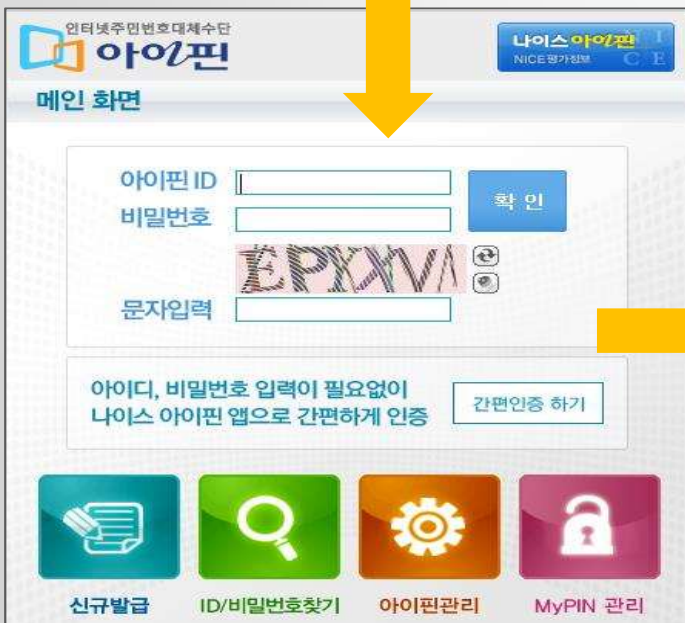 인터넷주민번호대체수단
아이핀
나이스아이핀
NICE평가정보
NICE
메인 화면
아이핀 ID
비밀번호
확 인
EPXXVA
문자입력
아이디, 비밀번호 입력이 필요없이
나이스 아이핀 앱으로 간편하게 인증
간편인증 하기
신규발급
ID/비밀번호찾기
아이핀관리
MyPIN 관리